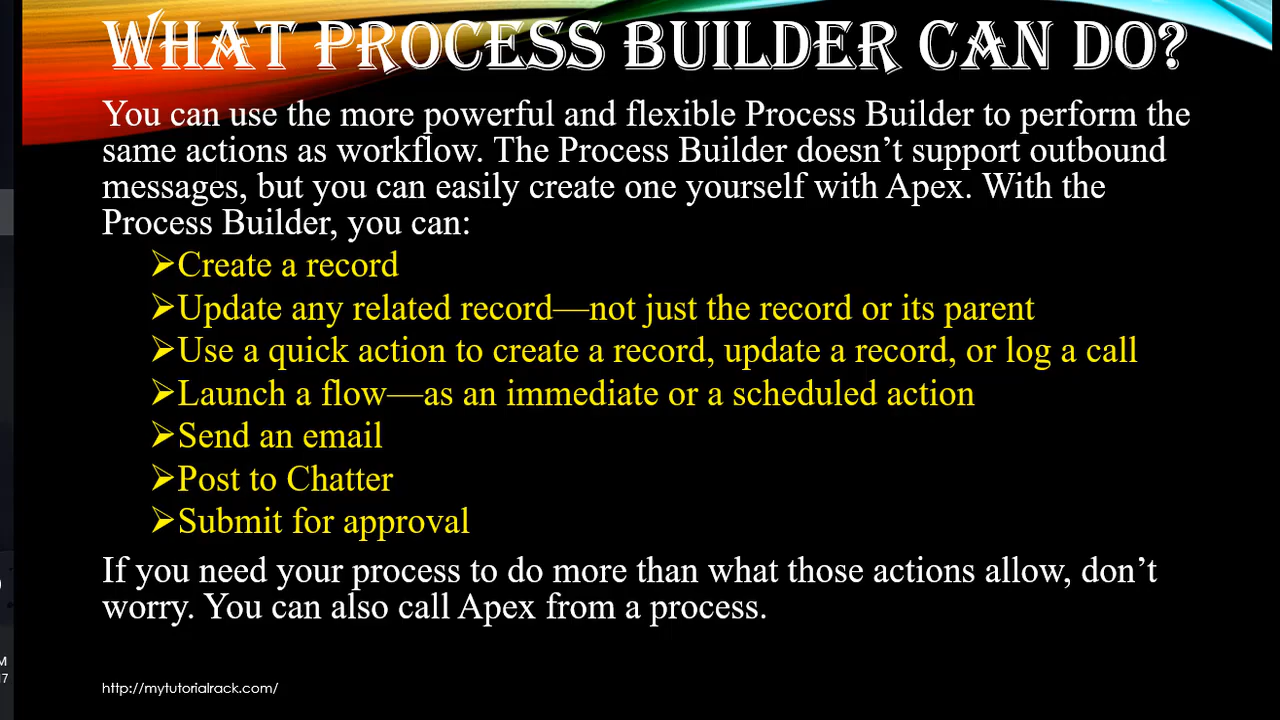 WHAT PROCESS BUILDER CAN DO?
You can use the more powerful and flexible Process Builder to perform the
same actions as workflow. The Process Builder doesn’t support outbound
messages, but you can easily create one yourself with Apex. With the
Process Builder, you can:
➢Create a record
➢Update any related record—not just the record or its parent
➢Use a quick action to create a record, update a record, or log a call
➢Launch a flow—as an immediate or a scheduled action
➢Send an email
➢Post to Chatter
➢Submit for approval
If you need your process to do more than what those actions allow, don’t
worry. You can also call Apex from a process.
http://mytutorialrack.com/